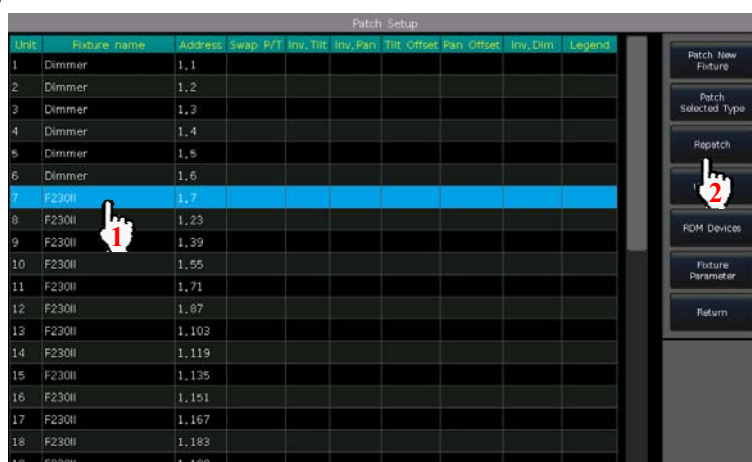 Patch Setup
Unit Fixture name Address Swap P/T Inv.Tilt Inv.Pan Tilt Offset Pan Offset Inv.Dim Legend
1 Dimmer 1.1
2 Dimmer 1.2
3 Dimmer 1.3
4 Dimmer 1.4
5 Dimmer 1.5
6 Dimmer 1.6
7 F230II 1.7
8 F230II 1.23
9 F230II 1.39
10 F230II 1.55
11 F230II 1.71
12 F230II 1.87
13 F230II 1.103
14 F230II 1.119
15 F230II 1.135
16 F230II 1.151
17 F230II 1.167
18 F230II 1.183
1
Patch New
Fixture
Patch
Selected Type
Repatch
2
RDM Devices
Fixture
Parameter
Return